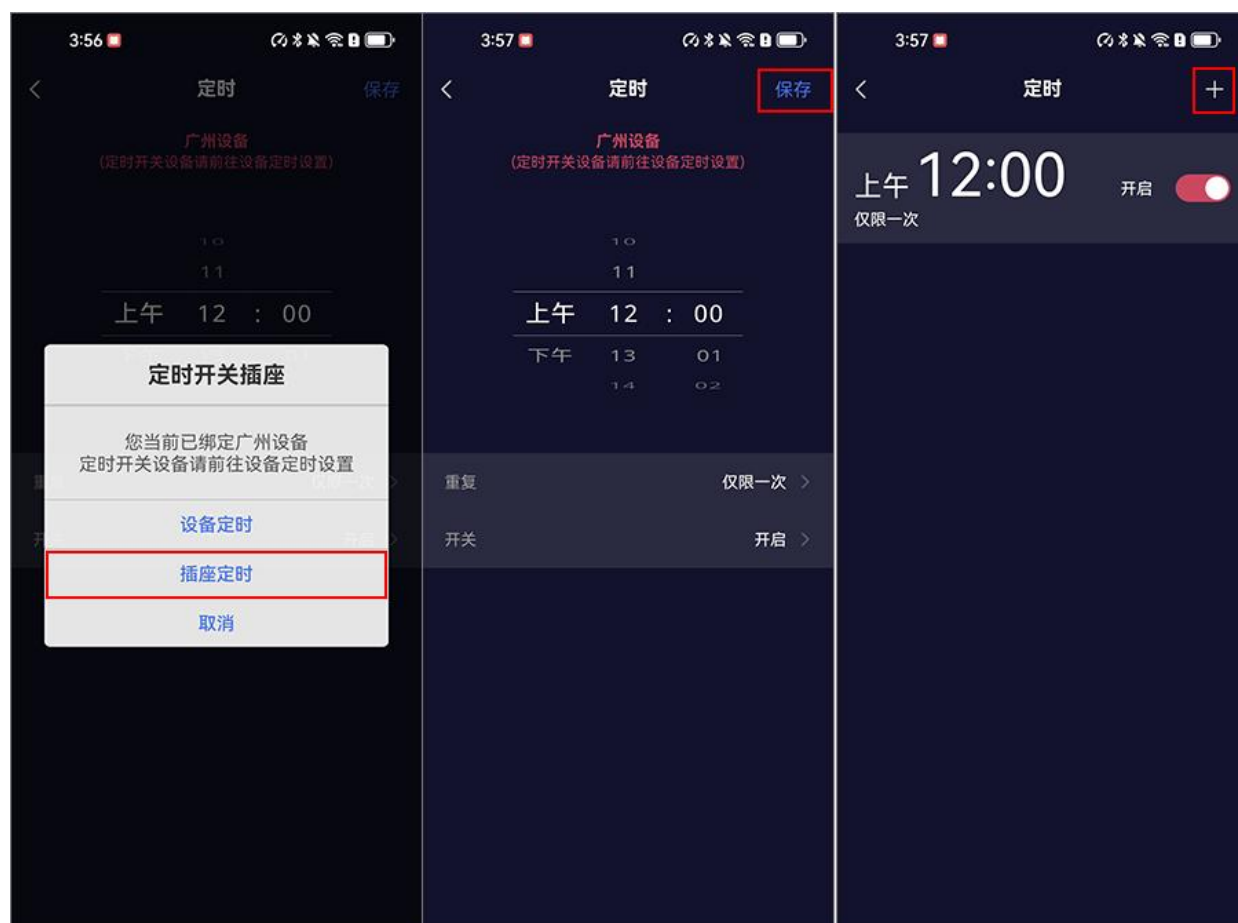 3:56
定时
保存
广州设备
(定时开关设备请前往设备定时设置)
10
11
上午 12 : 00
定时开关插座
您当前已绑定广州设备
定时开关设备请前往设备定时设置
设备定时
插座定时
取消
3:57
定时
保存
广州设备
(定时开关设备请前往设备定时设置)
10
11
上午 12 : 00
下午 13 01
14 02
重复 仅限一次
开关 开启
3:57
定时
上午 12:00 开启
仅限一次